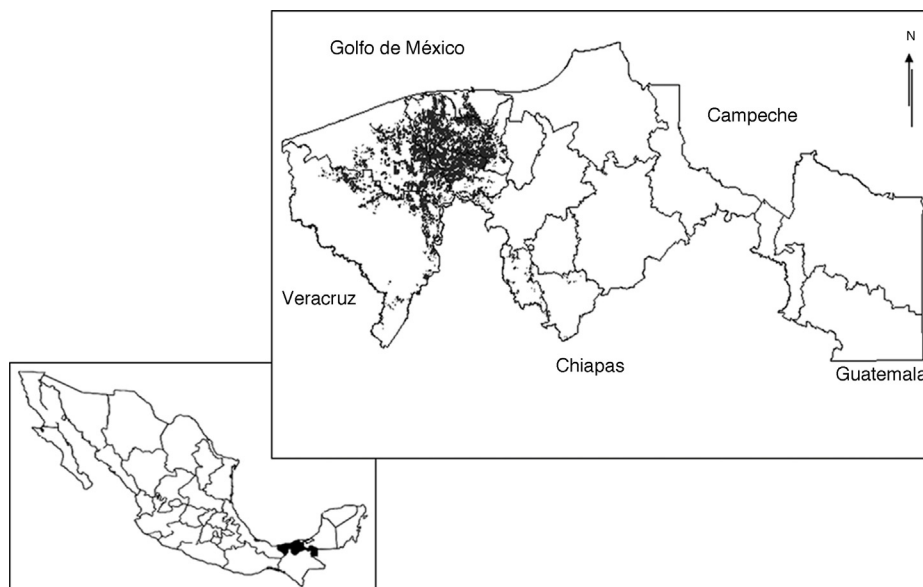 Golfo de México
N
Campeche
Veracruz
Chiapas
Guatemala